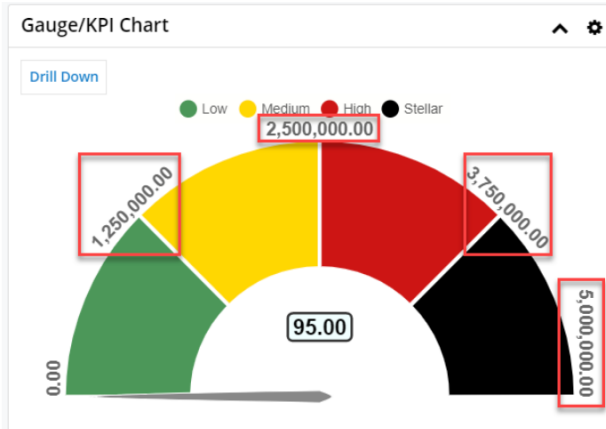 Gauge/KPI Chart
Drill Down
Low Medium High Stellar
2,500,000.00
1,250,000.00
3,750,000.00
95.00
0.00
5,000,000.00